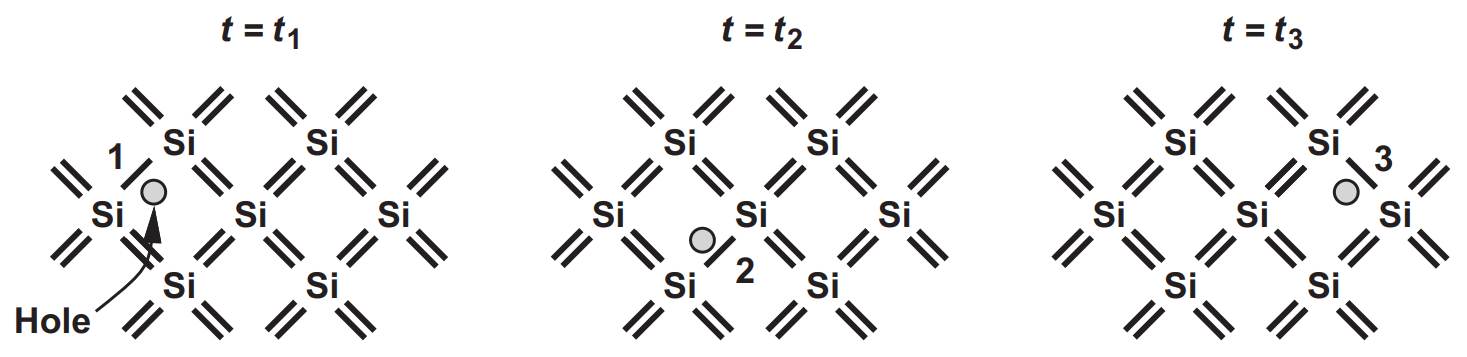 t = t1 t = t2 t = t3
Si Si Si Si Si Si
1 3
Si Si Si Si Si Si Si Si Si
2
Si Si Si Si Si Si
Hole